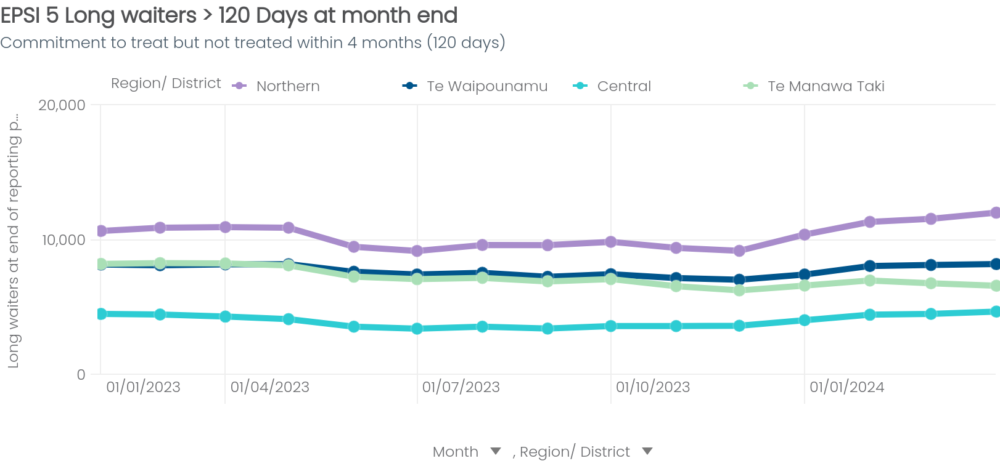 EPSI 5 Long waiters > 120 Days at month end
Commitment to treat but not treated within 4 months (120 days)
Region/ District Northern Te Waipounamu Central Te Manawa Taki
Long waiters at end of reporting p...
20,000
10,000
0
01/01/2023 01/04/2023 01/07/2023 01/10/2023 01/01/2024
Month , Region/ District